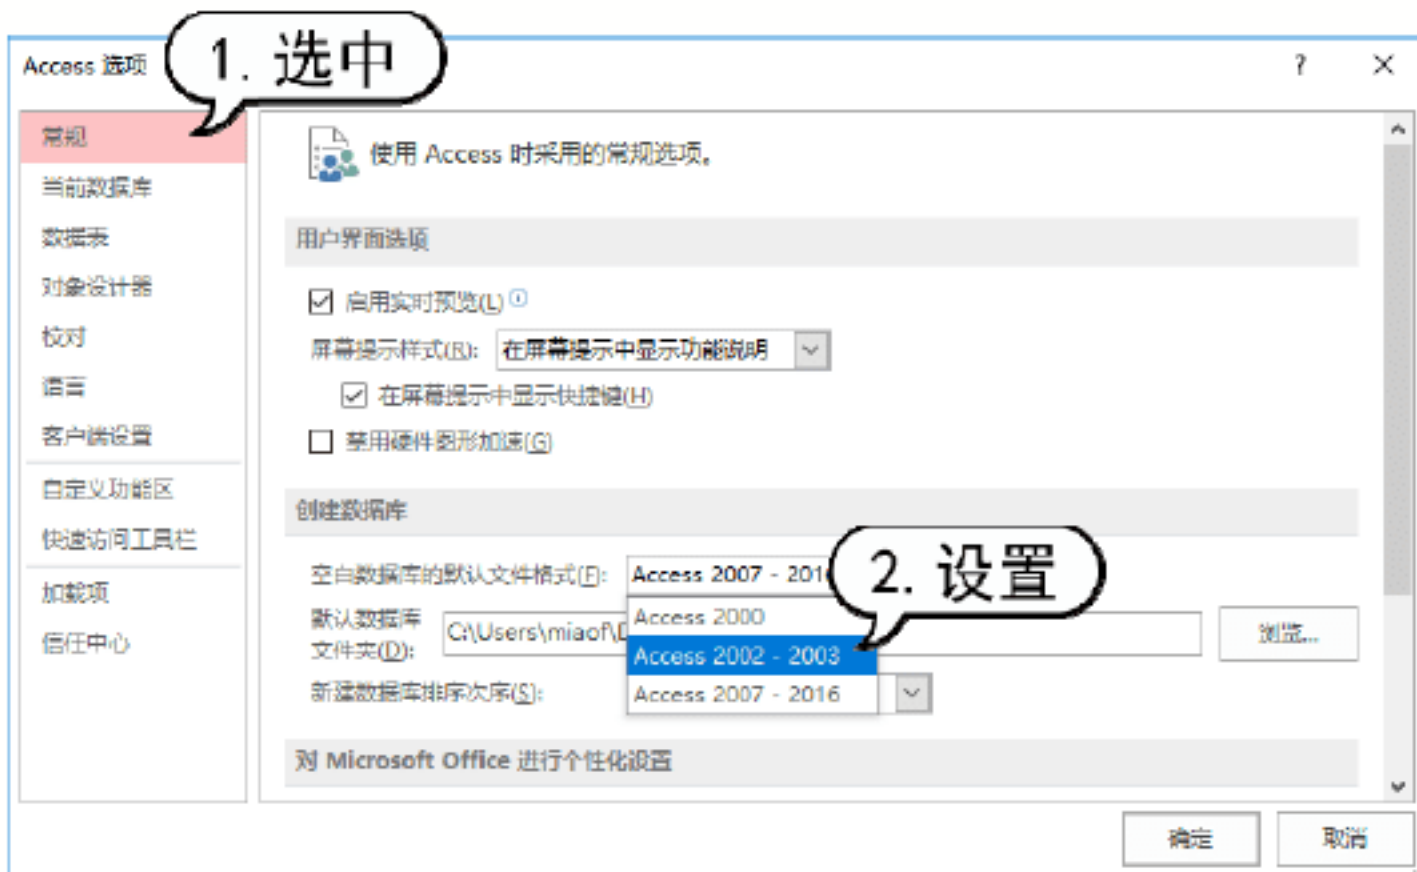 Access 选项
1. 选中
?
常规
当前数据库
数据表
对象设计器
校对
语言
客户端设置
自定义功能区
快速访问工具栏
加载项
信任中心
使用 Access 时采用的常规选项。
用户界面选项
启用实时预览(L)
屏幕提示样式(R): 在屏幕提示中显示功能说明
在屏幕提示中显示快捷键(H)
禁用硬件图形加速(G)
创建数据库
空白数据库的默认文件格式(F): Access 2007 - 201
2. 设置
Access 2000
Access 2002 - 2003
Access 2007 - 2016
默认数据库
文件夹(D): C:\Users\miaof\D
浏览...
新建数据库排序次序(S):
对 Microsoft Office 进行个性化设置
确定
取消